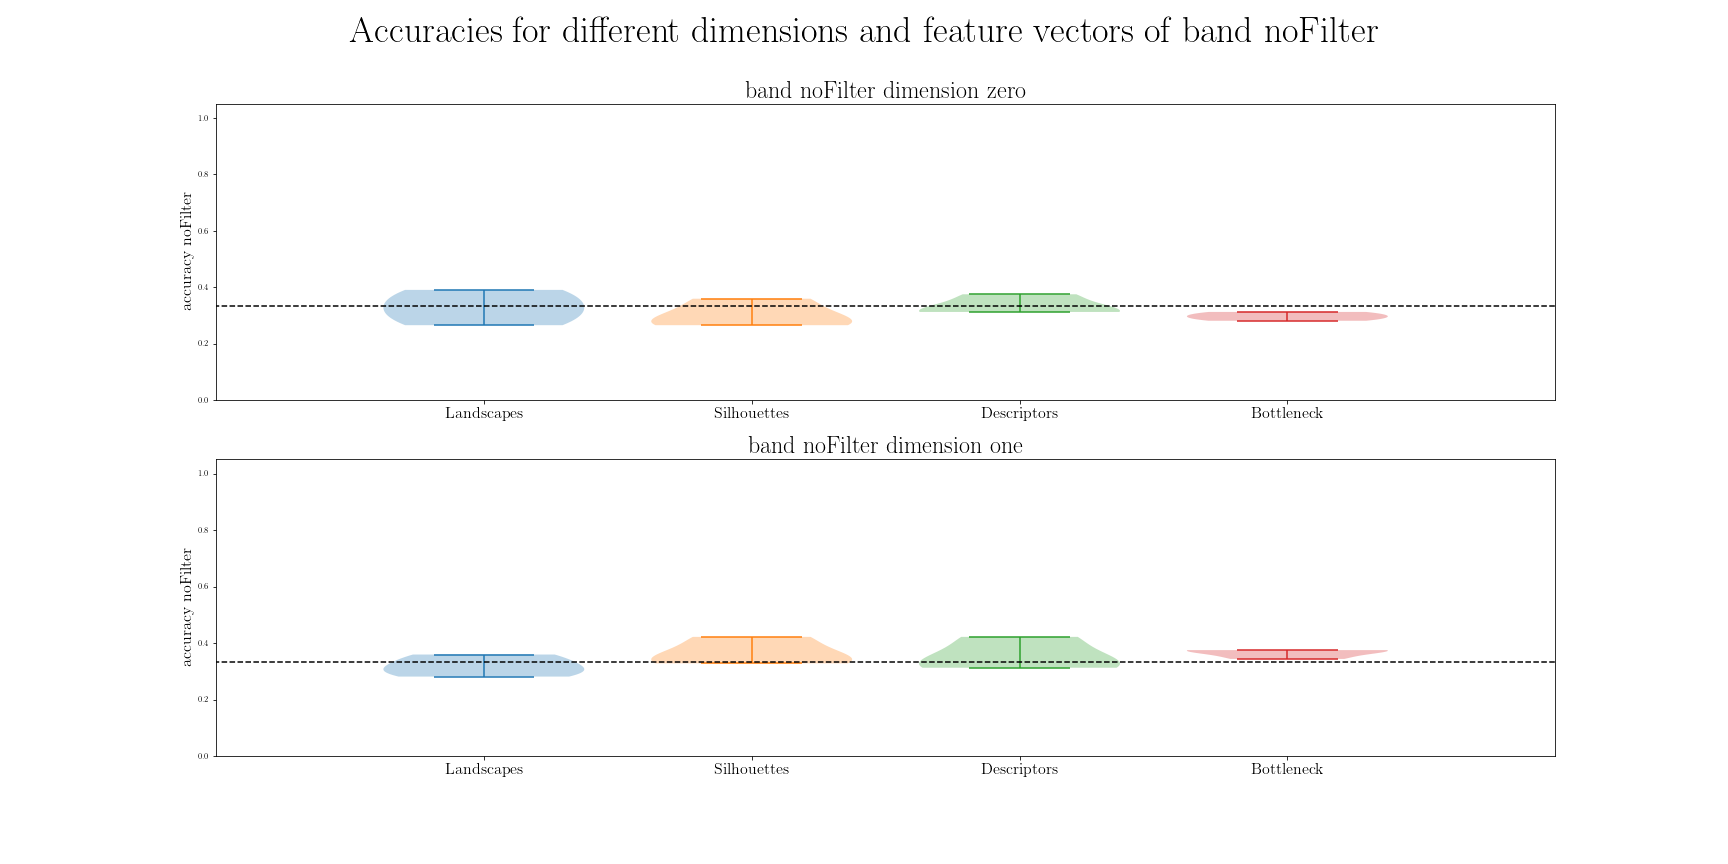 Accuracies for different dimensions and feature vectors of band noFilter
band noFilter dimension zero
accuracy noFilter
1.0
0.8
0.6
0.4
0.2
0.0
Landscapes Silhouettes Descriptors Bottleneck
band noFilter dimension one
accuracy noFilter
1.0
0.8
0.6
0.4
0.2
0.0
Landscapes Silhouettes Descriptors Bottleneck